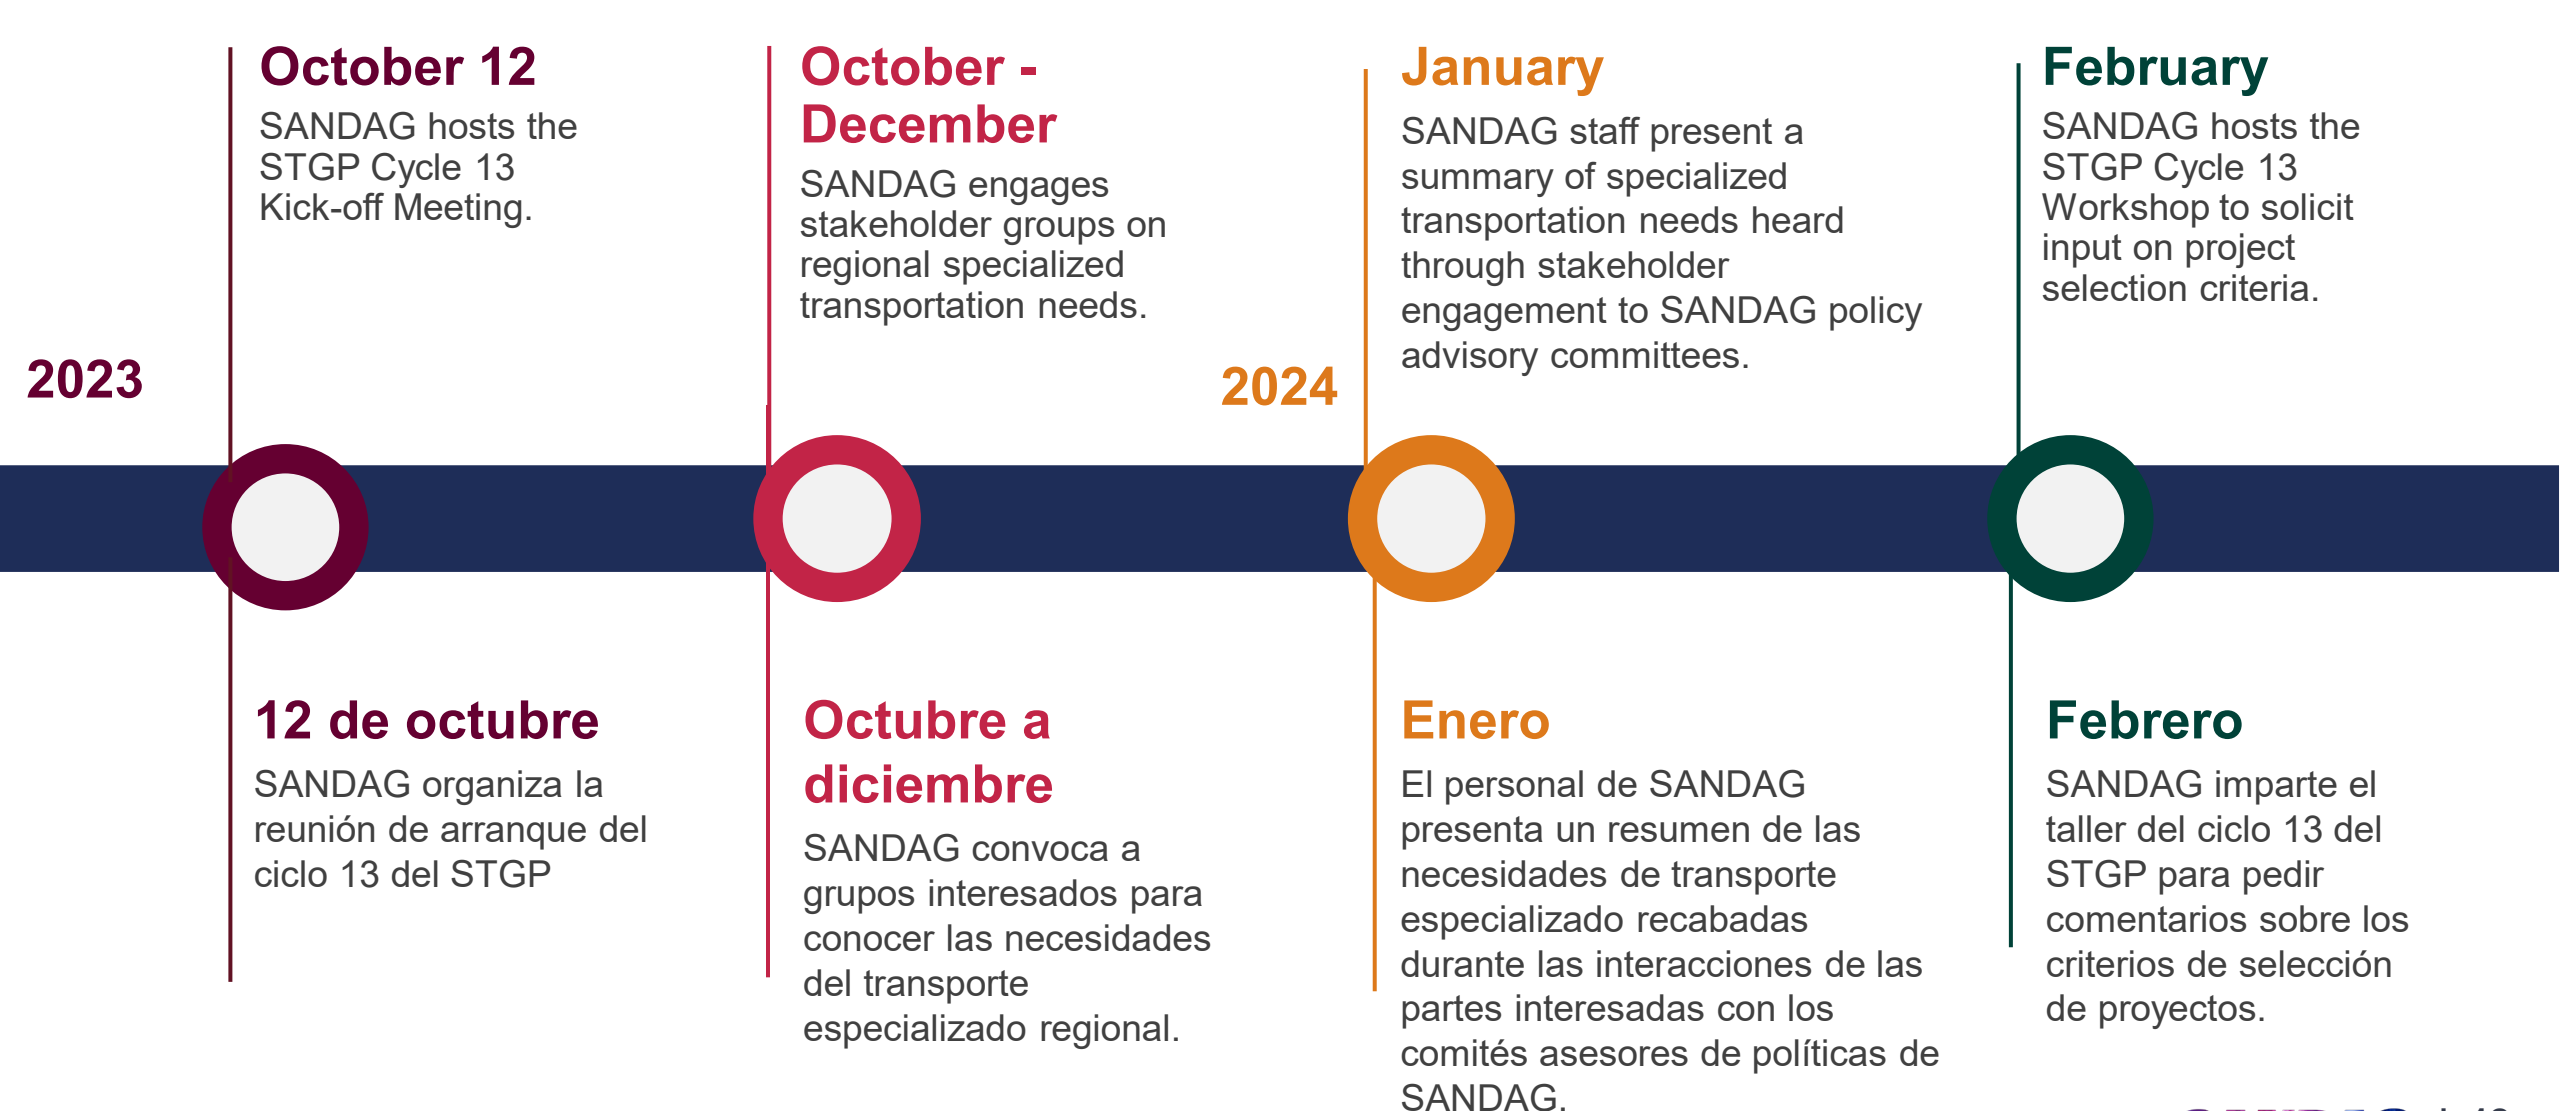 October 12
SANDAG hosts the
STGP Cycle 13
Kick-off Meeting.
October -
December
SANDAG engages
stakeholder groups on
regional specialized
transportation needs.
January
SANDAG staff present a
summary of specialized
transportation needs heard
through stakeholder
engagement to SANDAG policy
advisory committees.
February
SANDAG hosts the
STGP Cycle 13
Workshop to solicit
input on project
selection criteria.
2023
2024
12 de octubre
SANDAG organiza la
reunión de arranque del
ciclo 13 del STGP
Octubre a
diciembre
SANDAG convoca a
grupos interesados para
conocer las necesidades
del transporte
especializado regional.
Enero
El personal de SANDAG
presenta un resumen de las
necesidades de transporte
especializado recabadas
durante las interacciones de las
partes interesadas con los
comités asesores de políticas de
SANDAG.
Febrero
SANDAG imparte el
taller del ciclo 13 del
STGP para pedir
comentarios sobre los
criterios de selección
de proyectos.